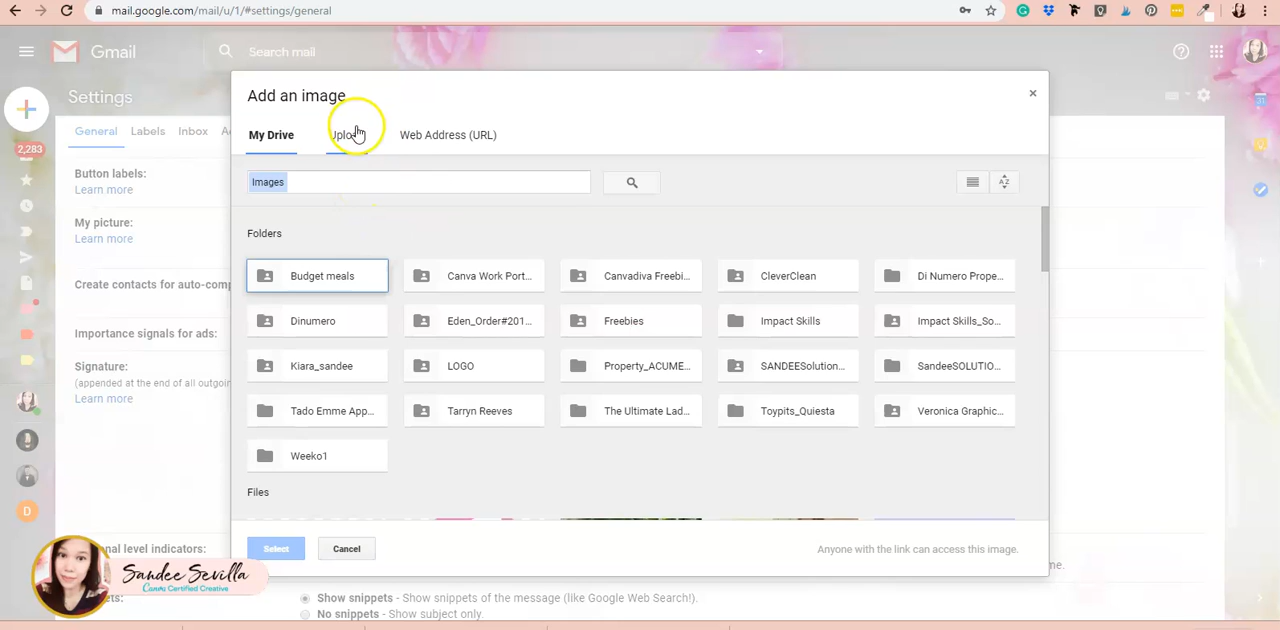 mail.google.com/mail/u/1/#settings/general
Gmail
Search mail
Settings
General Labels Inbox
2,283
Button labels:
Learn more
My picture:
Learn more
Create contacts for auto-comp
Importance signals for ads:
Signature:
(appended at the end of all outgoin
Learn more
Add an image
My Drive Upload Web Address (URL)
Images
Folders
Budget meals
Canva Work Port...
Canvadiva Freebi...
CleverClean
Di Numero Prope...
Dinumero
Eden_Order#201...
Freebies
Impact Skills
Impact Skills_So...
Kiara_sandee
LOGO
Property_ACUME...
SANDEESolution...
SandeeSOLUTIO...
Tado Emme App...
Tarryn Reeves
The Ultimate Lad...
Toypits_Quiesta
Veronica Graphic...
Weeko1
Files
Select Cancel
Anyone with the link can access this image.
onal level indicators:
me.
Sandee Sevilla
Canva Certified Creative
ets:
Show snippets - Show snippets of the message (like Google Web Search!).
No snippets - Show subject only.